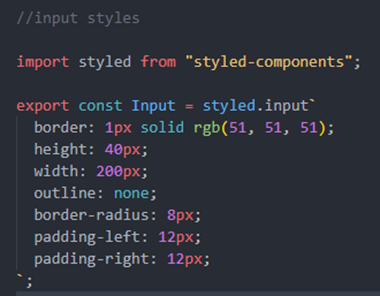 //input styles
import styled from "styled-components";
export const Input = styled.input`
border: 1px solid rgb(51, 51, 51);
height: 40px;
width: 200px;
outline: none;
border-radius: 8px;
padding-left: 12px;
padding-right: 12px;
`;